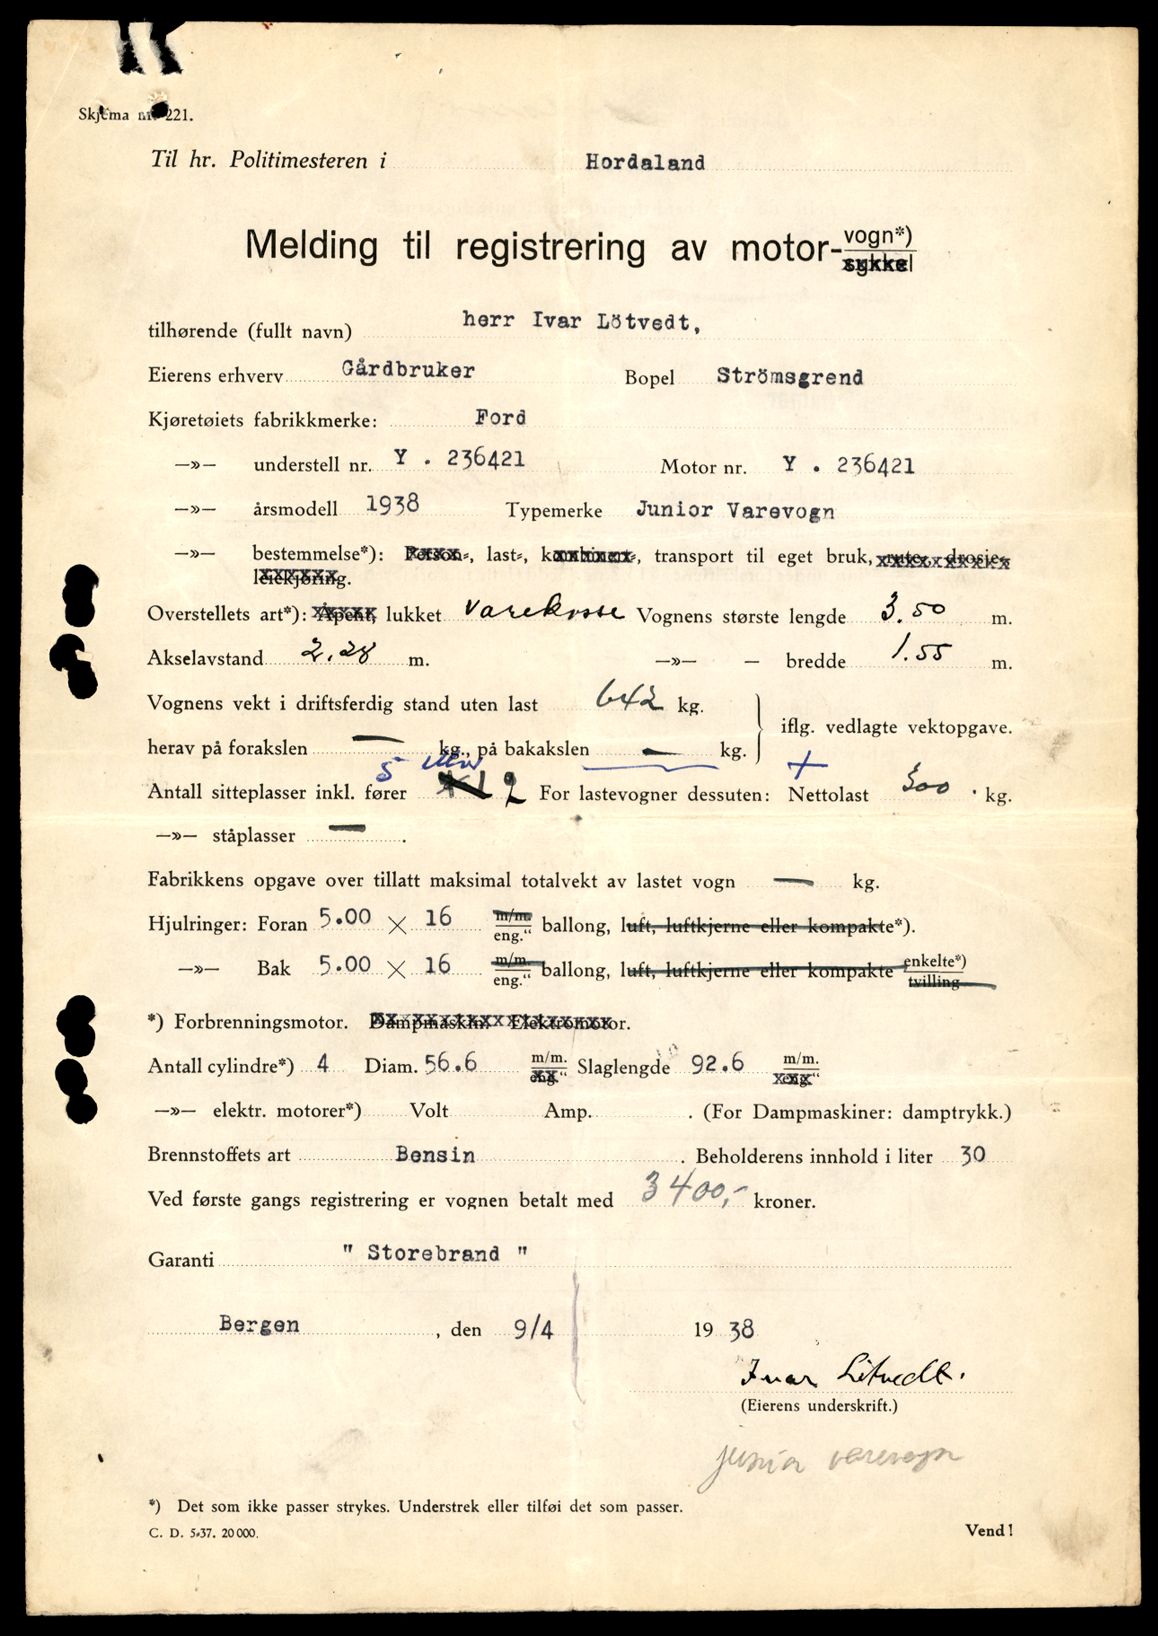 Skjema nr. 221.
Til hr. Politimesteren i Hordaland
Melding til registrering av motor-vogn*)
sykkel
tilhørende (fullt navn) herr Ivar Lötvedt,
Eierens erhverv Gårdbruker Bopel Strömsgrend
Kjøretøiets fabrikkmerke: Ford
—»— understell nr. Y . 236421 Motor nr. Y . 236421
—»— årsmodell 1938 Typemerke Junior Varevogn
—»— bestemmelse*): Person-, last-, kombinert-, transport til eget bruk, rute-, drosje-
leiekjøring.
Overstellets art*): Åpent, lukket varekasse Vognens største lengde 3.50 m.
Akselavstand 2.28 m. —»— — bredde 1.55 m.
Vognens vekt i driftsferdig stand uten last 642 kg.
iflg. vedlagte vektopgave.
herav på forakslen — kg., på bakakslen — kg.
5 eller
Antall sitteplasser inkl. fører 2 For lastevogner dessuten: Nettolast 300 kg.
—»— ståplasser — .
Fabrikkens opgave over tillatt maksimal totalvekt av lastet vogn — kg.
Hjulringer: Foran 5.00 × 16 m/m. eng." ballong, luft, luftkjerne eller kompakte*).
—»— Bak 5.00 × 16 m/m. eng." ballong, luft, luftkjerne eller kompakte enkelte*) tvilling
*) Forbrenningsmotor. Dampmaskin. Elektromotor.
Antall cylindre*) 4 Diam. 56.6 m/m. eng." Slaglengde 92.6 m/m. eng."
—»— elektr. motorer*) Volt Amp. . (For Dampmaskiner: damptrykk.)
Brennstoffets art Bensin . Beholderens innhold i liter 30
Ved første gangs registrering er vognen betalt med 3400,- kroner.
Garanti " Storebrand "
Bergen , den 9/4 1938
Ivar Lötvedt.
(Eierens underskrift.)
junior varevogn
*) Det som ikke passer strykes. Understrek eller tilføi det som passer.
C. D. 5-37. 20 000.
Vend!